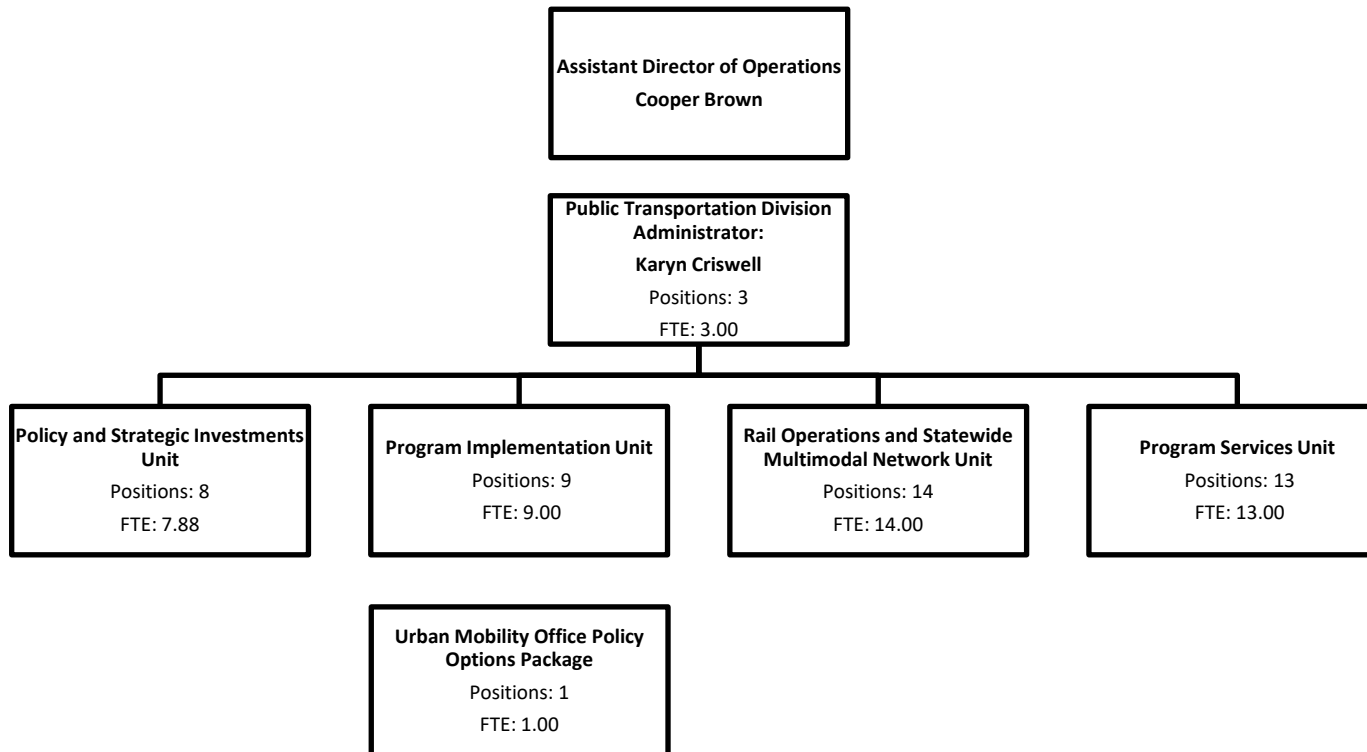 Assistant Director of Operations
Cooper Brown
Public Transportation Division
Administrator:
Karyn Criswell
Positions: 3
FTE: 3.00
Policy and Strategic Investments
Unit
Positions: 8
FTE: 7.88
Program Implementation Unit
Positions: 9
FTE: 9.00
Rail Operations and Statewide
Multimodal Network Unit
Positions: 14
FTE: 14.00
Program Services Unit
Positions: 13
FTE: 13.00
Urban Mobility Office Policy
Options Package
Positions: 1
FTE: 1.00